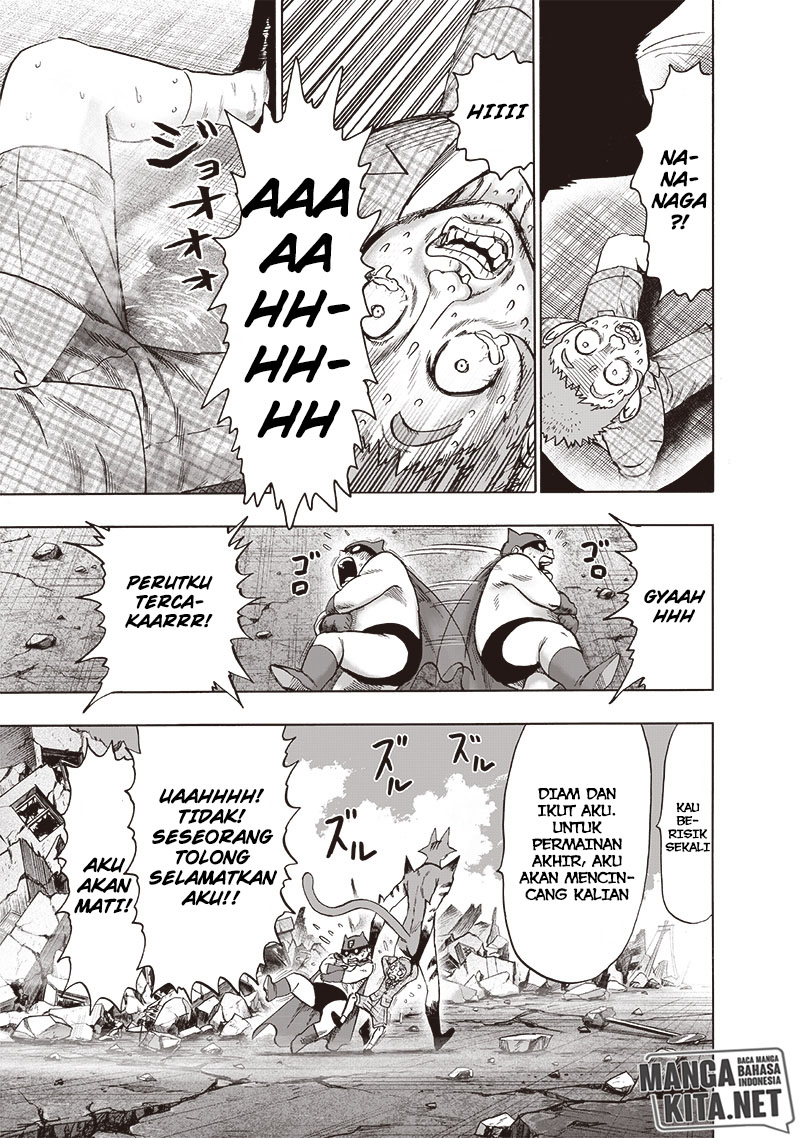 NA-
NA-
NAGA
?!
HIIII
AAA
AA
HH-
HH-
HH
ジョオオォォ
GYAAH
HHH
ゴロ
ゴロ
PERUTKU
TERCA-
KAARRR!
KAU
BE-
RISIK
SEKALI
DIAM DAN
IKUT AKU.
UNTUK
PERMAINAN
AKHIR, AKU
AKAN MENCIN-
CANG KALIAN
ズル
ズル
ズル
UAAHHHH!
TIDAK!
SESEORANG
TOLONG
SELAMATKAN
AKU!!
AKU
AKAN
MATI!
P
MANGA
KITA.NET
BACA MANGA
BAHASA
INDONESIA